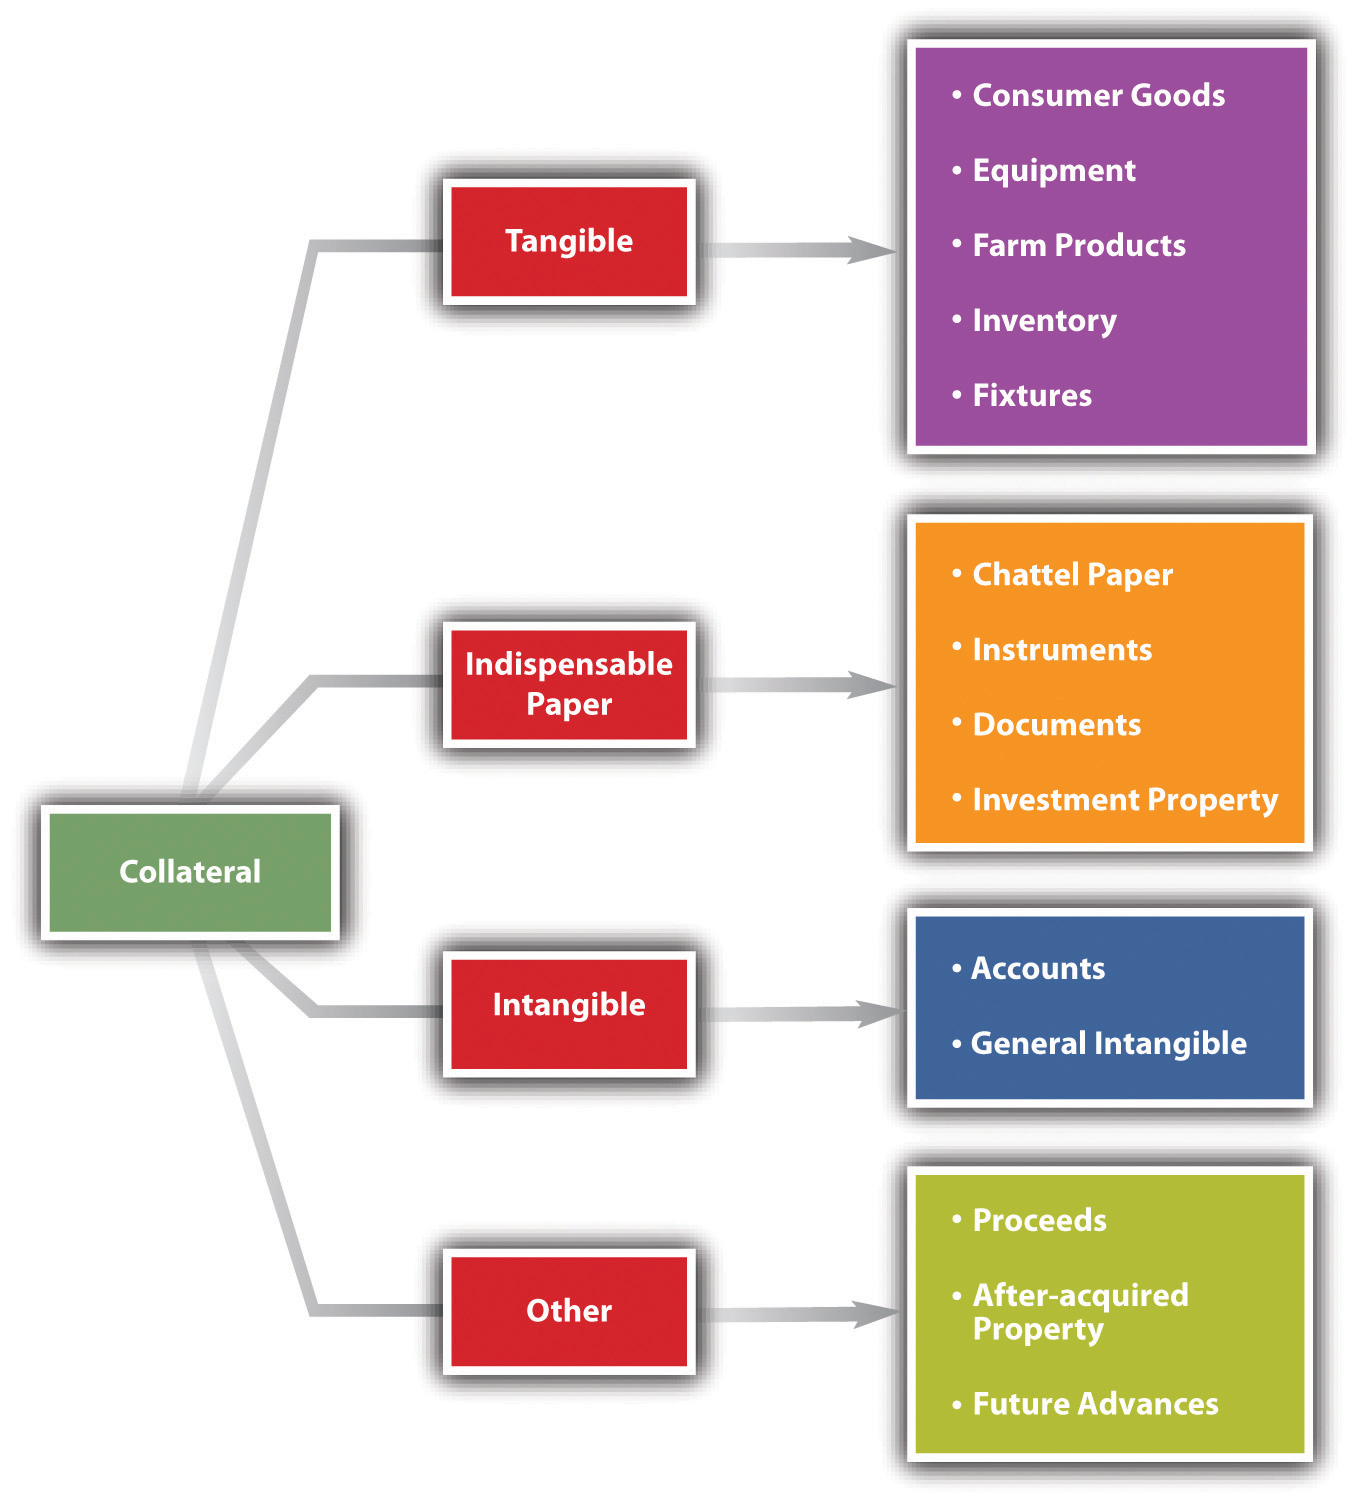 Collateral
Tangible
• Consumer Goods
• Equipment
• Farm Products
• Inventory
• Fixtures
Indispensable
Paper
• Chattel Paper
• Instruments
• Documents
• Investment Property
Intangible
• Accounts
• General Intangible
Other
• Proceeds
• After-acquired
Property
• Future Advances